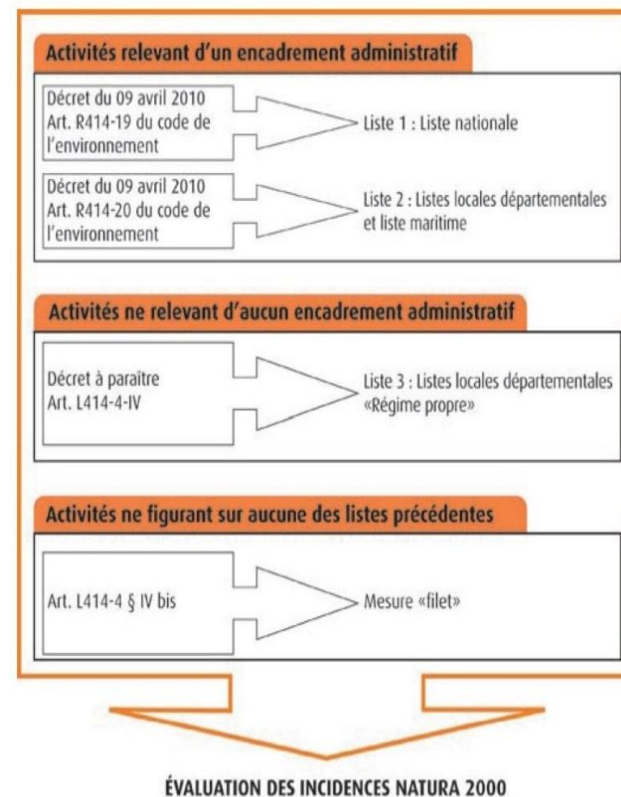 Activités relevant d'un encadrement administratif
Décret du 09 avril 2010
Art. R414-19 du code de
l'environnement
Liste 1 : Liste nationale
Décret du 09 avril 2010
Art. R414-20 du code de
l'environnement
Liste 2 : Listes locales départementales
et liste maritime
Activités ne relevant d'aucun encadrement administratif
Décret à paraître
Art. L414-4-IV
Liste 3 : Listes locales départementales
«Régime propre»
Activités ne figurant sur aucune des listes précédentes
Art. L414-4 § IV bis
Mesure «filet»
ÉVALUATION DES INCIDENCES NATURA 2000